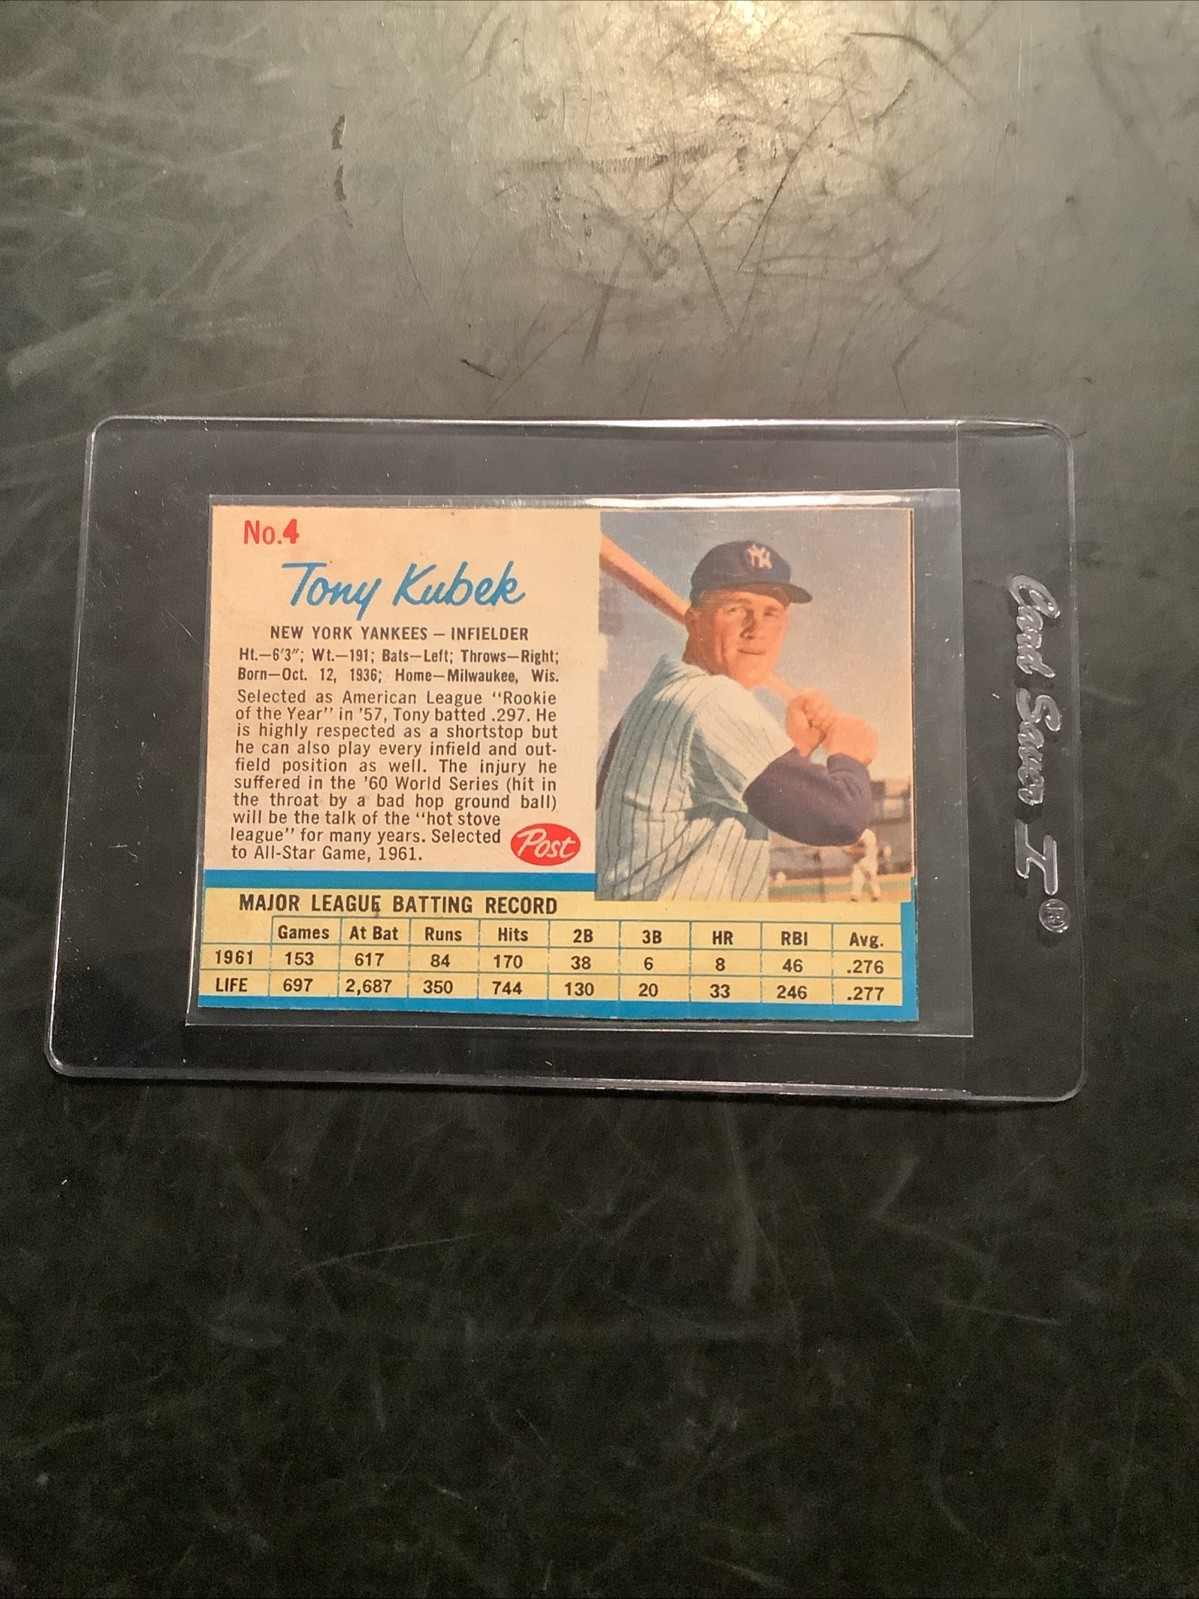 No.4
Tony Kubek
NEW YORK YANKEES — INFIELDER
Ht.—6'3"; Wt.—191; Bats—Left; Throws—Right;
Born—Oct. 12, 1936; Home—Milwaukee, Wis.
Selected as American League "Rookie
of the Year" in '57, Tony batted .297. He
is highly respected as a shortstop but
he can also play every infield and out-
field position as well. The injury he
suffered in the '60 World Series (hit in
the throat by a bad hop ground ball)
will be the talk of the "hot stove
league" for many years. Selected
to All-Star Game, 1961.
Post
NY
MAJOR LEAGUE BATTING RECORD
Games At Bat Runs Hits 2B 3B HR RBI Avg.
1961 153 617 84 170 38 6 8 46 .276
LIFE 697 2,687 350 744 130 20 33 246 .277
Card Saver I®